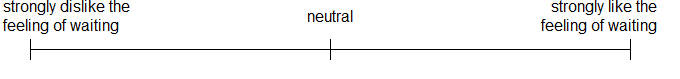 strongly dislike the
feeling of waiting
neutral
strongly like the
feeling of waiting